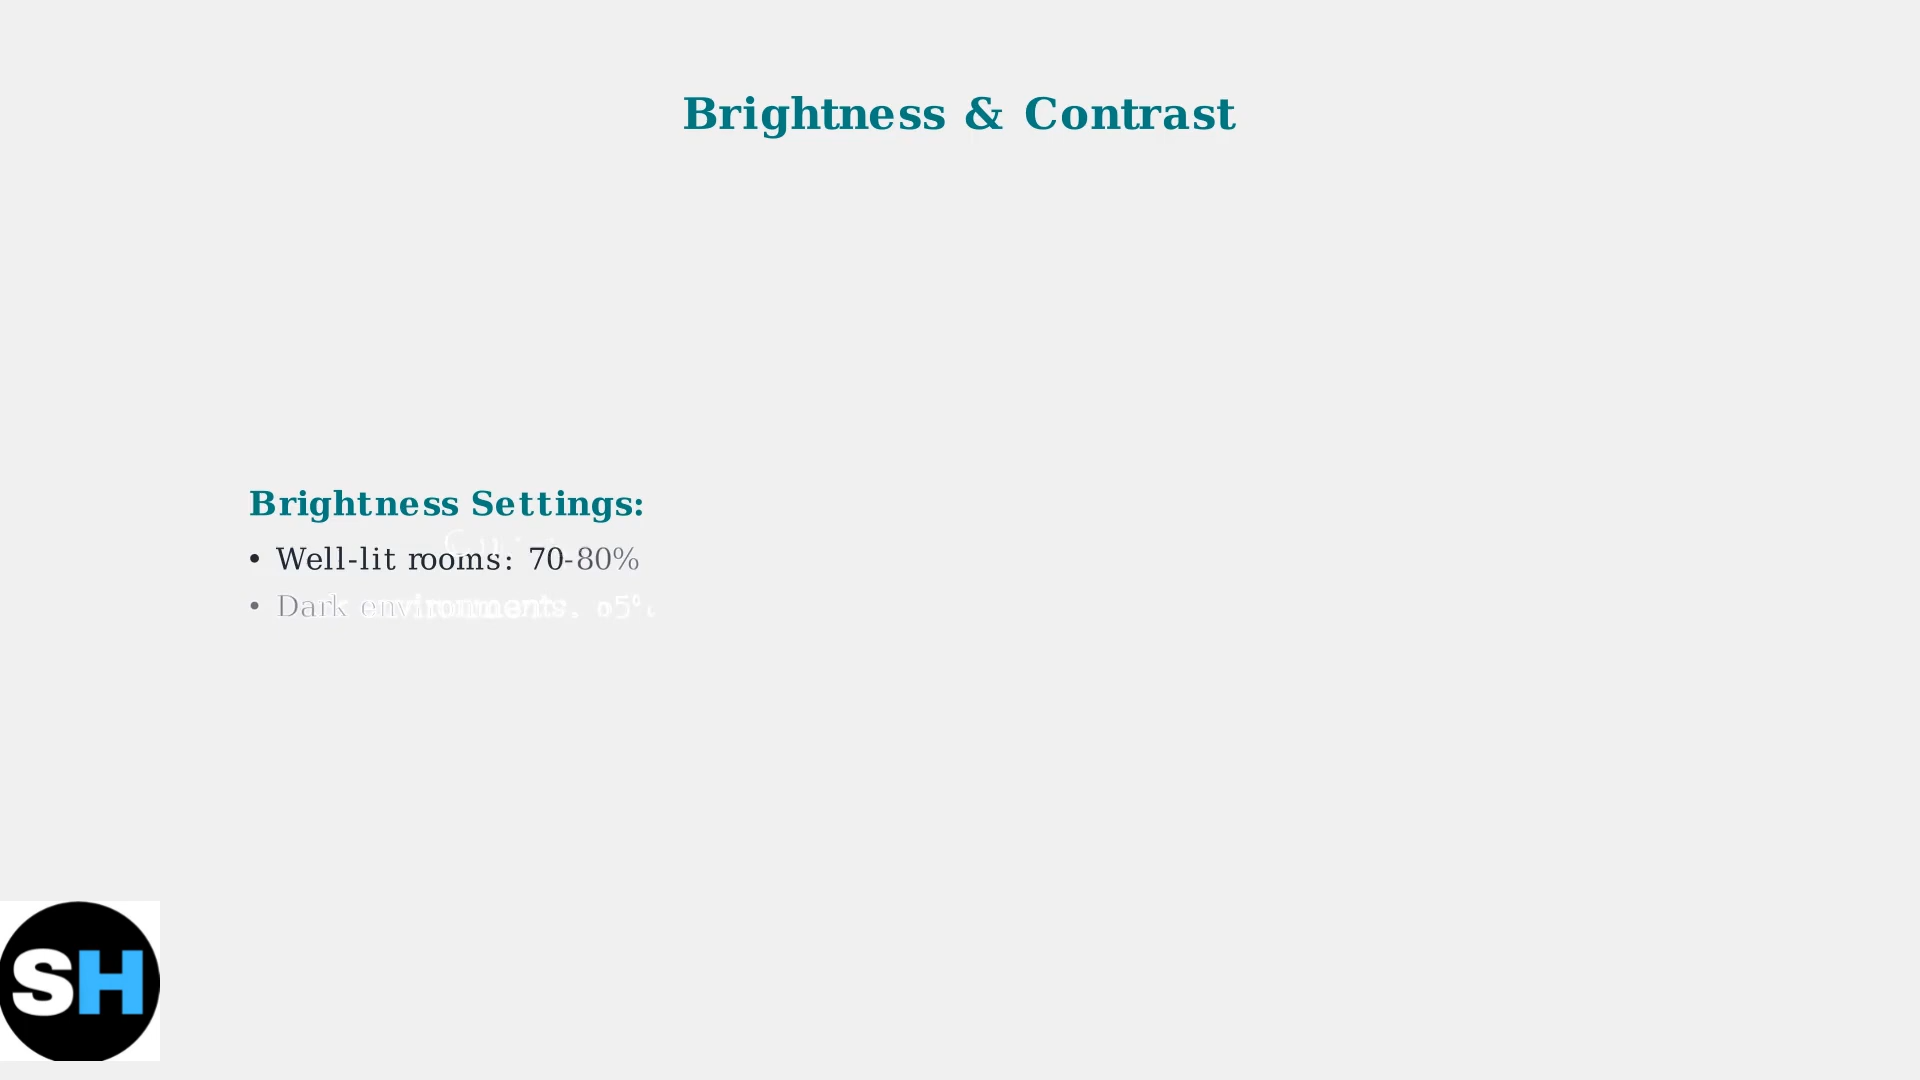 Brightness & Contrast
Brightness Settings:
• Well-lit rooms: 70-80%
• Dark environments
SH